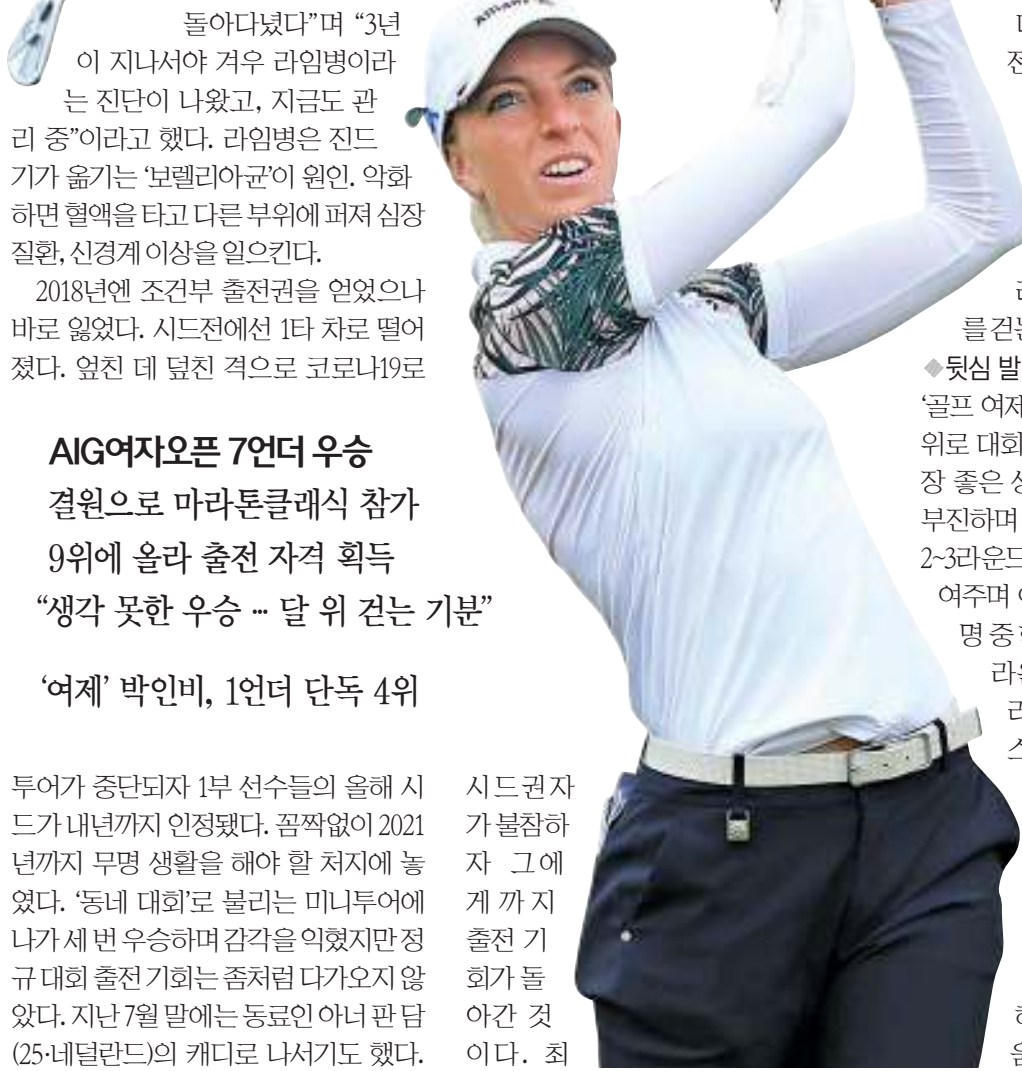 Allianz
돌아다녔다”며 “3년
이 지나서야 겨우 라임병이라
는 진단이 나왔고, 지금도 관
리 중”이라고 했다. 라임병은 진드
기가 옮기는 ‘보렐리아균’이 원인. 악화
하면 혈액을 타고 다른 부위에 퍼져 심장
질환, 신경계 이상을 일으킨다.
2018년엔 조건부 출전권을 얻었으나
바로 잃었다. 시드전에선 1타 차로 떨어
졌다. 엎친 데 덮친 격으로 코로나19로
AIG여자오픈 7언더 우승
결원으로 마라톤클래식 참가
9위에 올라 출전 자격 획득
“생각 못한 우승 … 달 위 걷는 기분”
‘여제’ 박인비, 1언더 단독 4위
투어가 중단되자 1부 선수들의 올해 시
드가 내년까지 인정됐다. 꼼짝없이 2021
년까지 무명 생활을 해야 할 처지에 놓
였다. ‘동네 대회’로 불리는 미니투어에
나가 세 번 우승하며 감각을 익혔지만 정
규 대회 출전 기회는 좀처럼 다가오지 않
았다. 지난 7월 말에는 동료인 아너 판 담
(25·네덜란드)의 캐디로 나서기도 했다.
시드권자
가 불참하
자 그에
게까지
출전 기
회가 돌
아간 것
이다. 최
를 걷는
◆뒷심 발
‘골프 여제
위로 대회
장 좋은 성
부진하며
2~3라운드
여주며
명 중